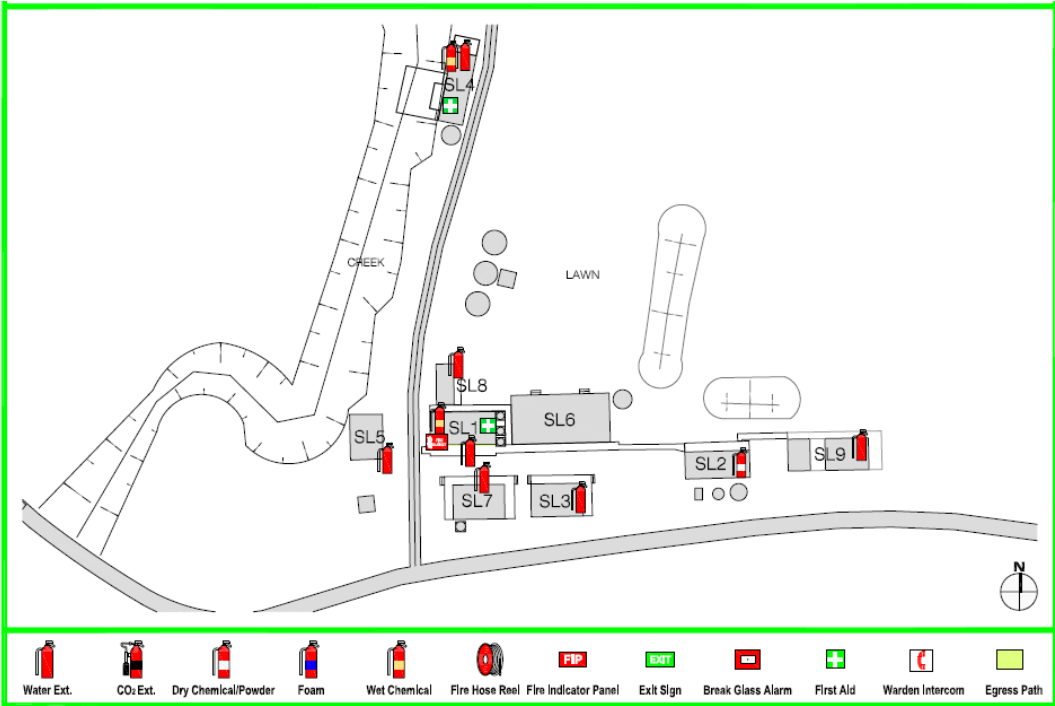 SL4
CREEK
LAWN
SL8
SL1
SL6
SL5
SL2
SL9
SL7
SL3
N
FIP
EXIT
Water Ext.
CO₂ Ext.
Dry Chemical/Powder
Foam
Wet Chemical
Fire Hose Reel
Fire Indicator Panel
Exit Sign
Break Glass Alarm
First Aid
Warden Intercom
Egress Path